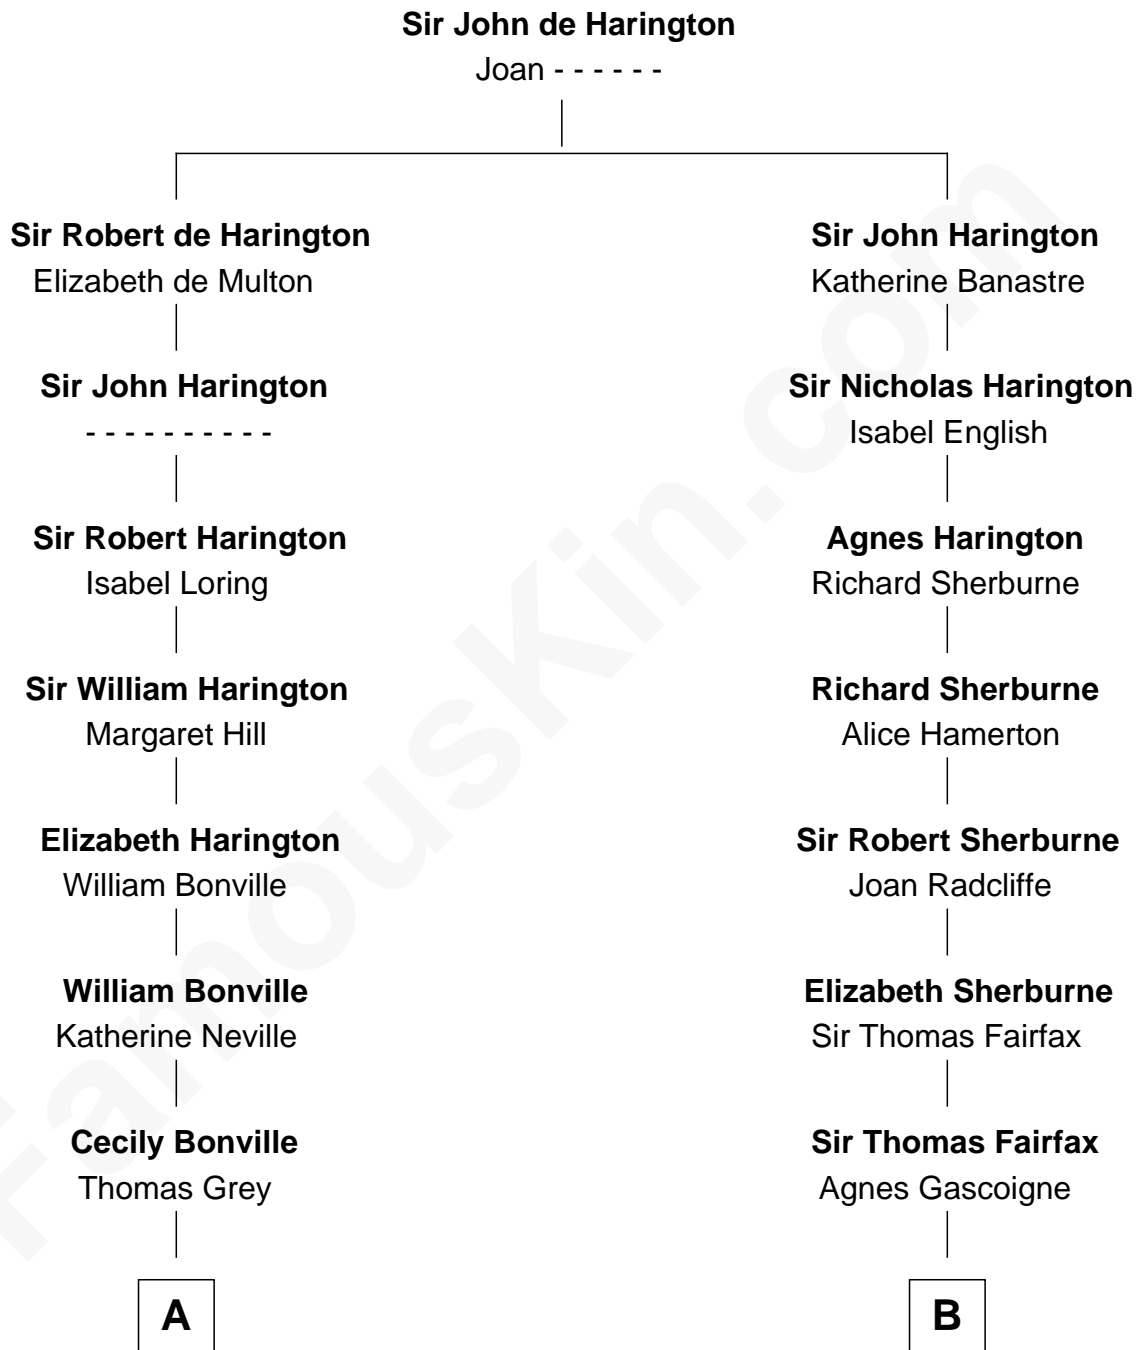 Sir John de Harington
Joan - - - - - -
Sir Robert de Harington
Elizabeth de Multon
Sir John Harington
Katherine Banastre
Sir John Harington
- - - - - - - - - -
Sir Nicholas Harington
Isabel English
Sir Robert Harington
Isabel Loring
Agnes Harington
Richard Sherburne
Sir William Harington
Margaret Hill
Richard Sherburne
Alice Hamerton
Elizabeth Harington
William Bonville
Sir Robert Sherburne
Joan Radcliffe
William Bonville
Katherine Neville
Elizabeth Sherburne
Sir Thomas Fairfax
Cecily Bonville
Thomas Grey
Sir Thomas Fairfax
Agnes Gascoigne
A
B
FamousKin.com